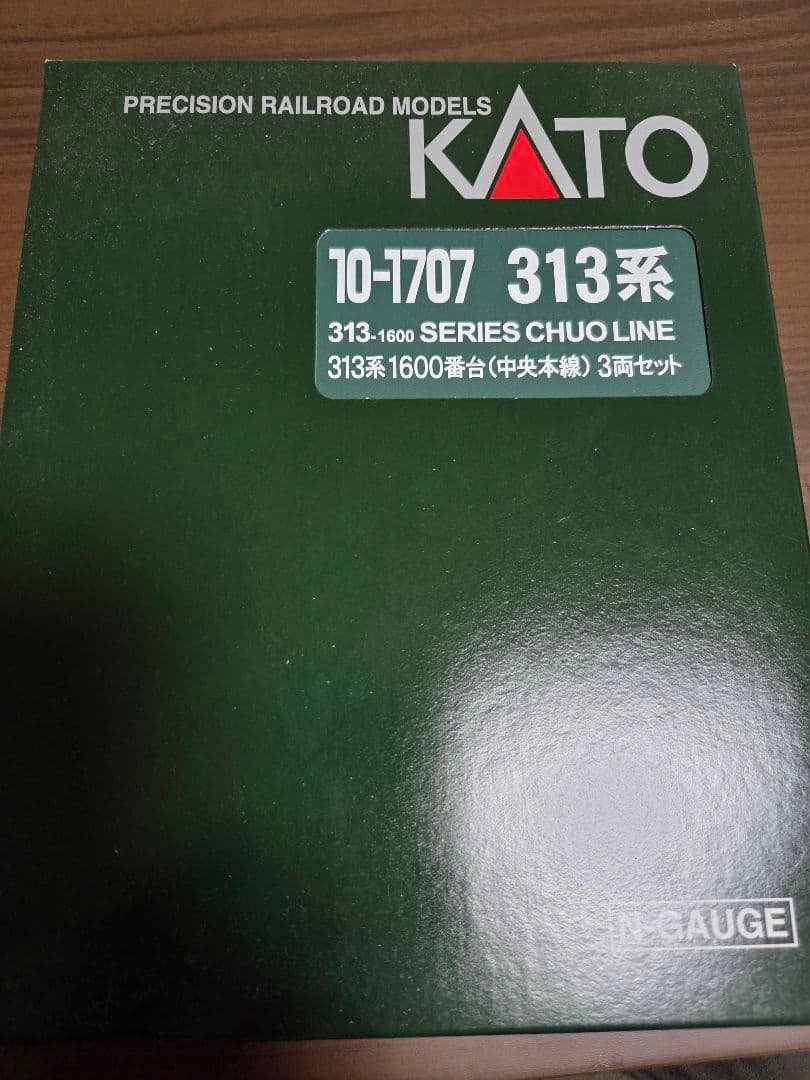 PRECISION RAILROAD MODELS
KATO
10-1707 313系
313-1600 SERIES CHUO LINE
313系1600番台(中央本線) 3両セット
N-GAUGE